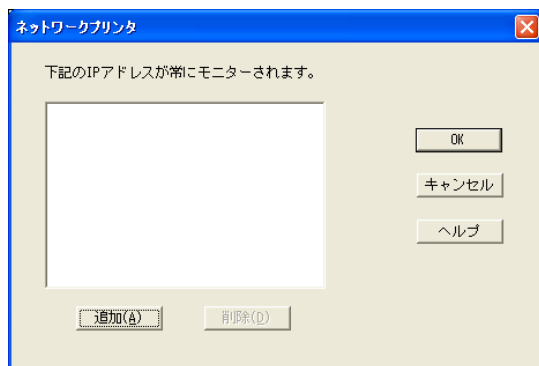 ネットワークプリンタ
下記のIPアドレスが常にモニターされます。
OK
キャンセル
ヘルプ
追加(A)
削除(D)